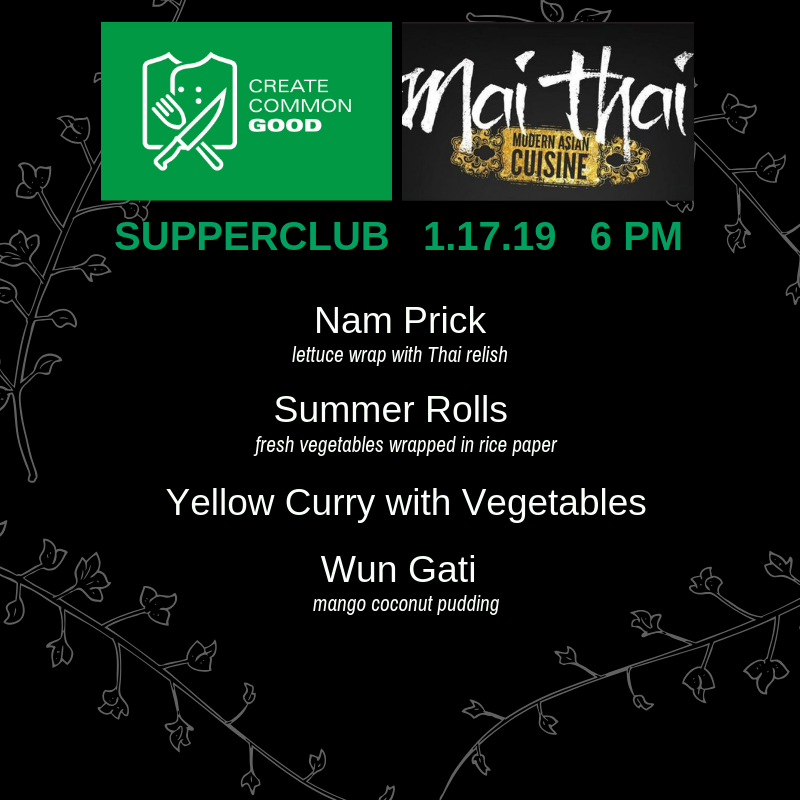 CREATE
COMMON
GOOD
Mai Thai
MODERN ASIAN
CUISINE
SUPPERCLUB 1.17.19 6 PM
Nam Prick
lettuce wrap with Thai relish
Summer Rolls
fresh vegetables wrapped in rice paper
Yellow Curry with Vegetables
Wun Gati
mango coconut pudding